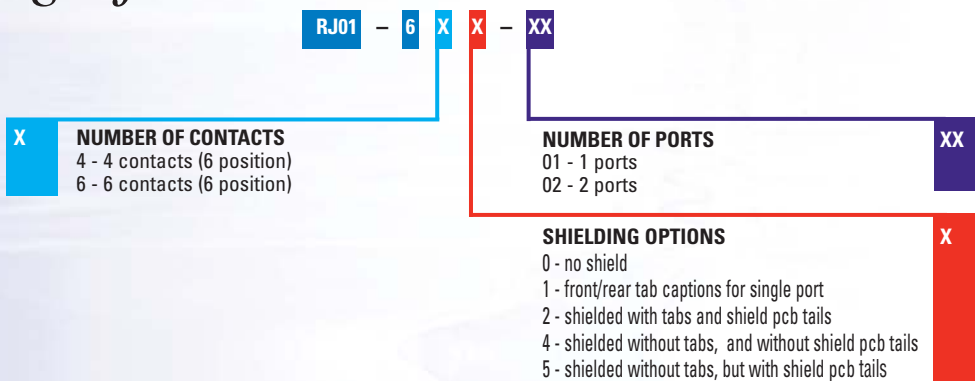 RJ01 – 6 X X – XX
X
NUMBER OF CONTACTS
4 - 4 contacts (6 position)
6 - 6 contacts (6 position)
NUMBER OF PORTS
01 - 1 ports
02 - 2 ports
XX
SHIELDING OPTIONS
0 - no shield
1 - front/rear tab captions for single port
2 - shielded with tabs and shield pcb tails
4 - shielded without tabs, and without shield pcb tails
5 - shielded without tabs, but with shield pcb tails
X